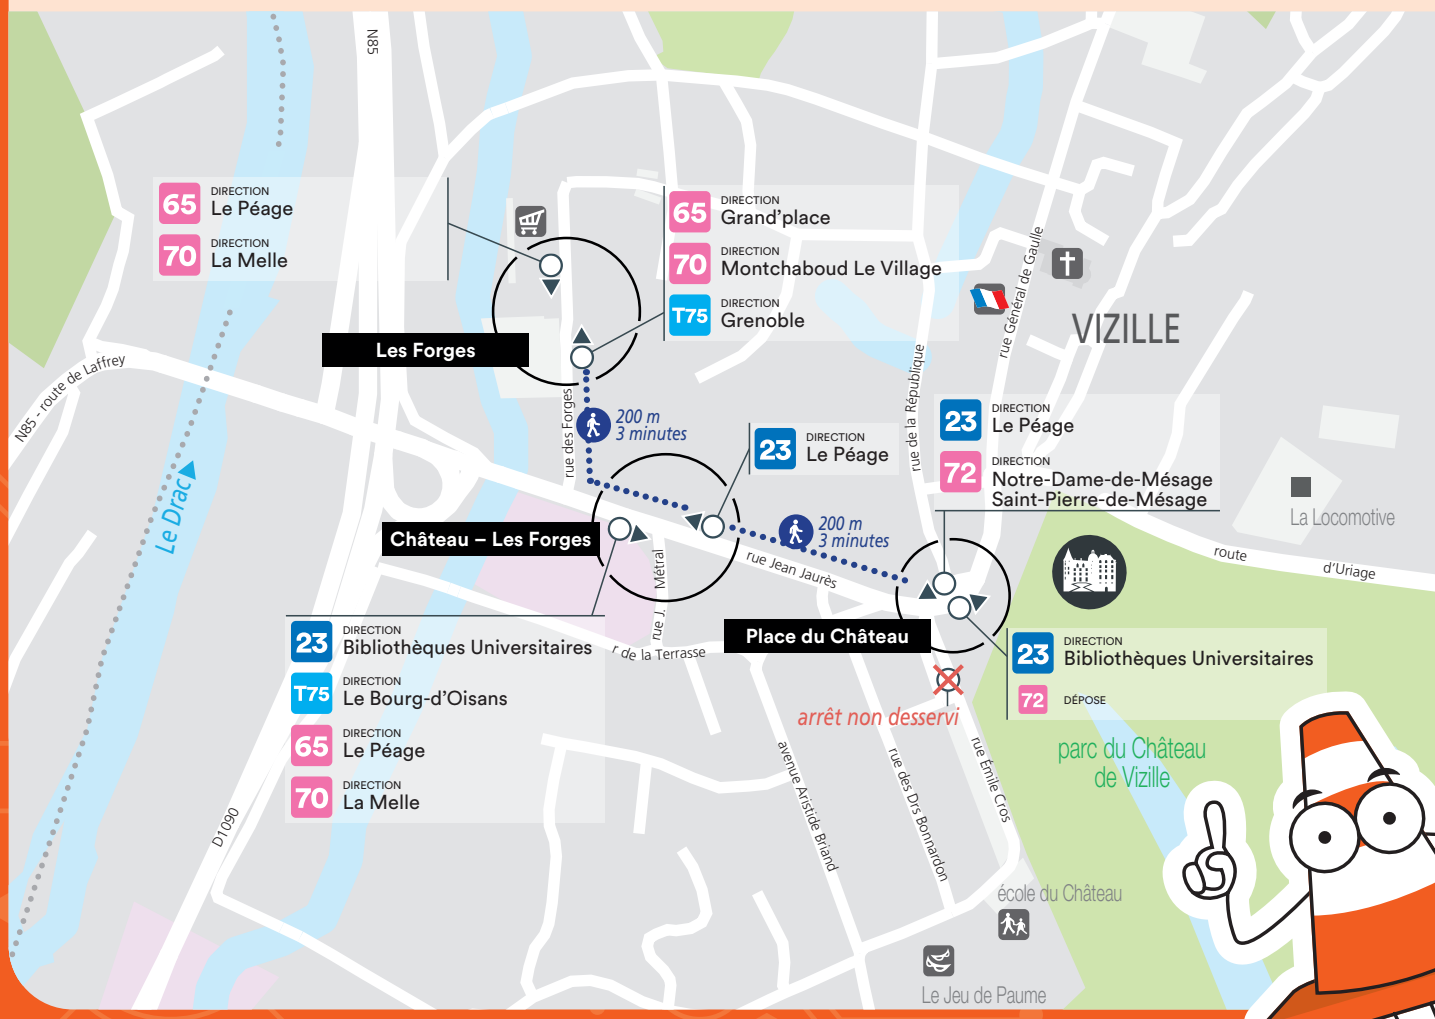 N85
65 DIRECTION
Le Péage
70 DIRECTION
La Melle
65 DIRECTION
Grand'place
70 DIRECTION
Montchaboud Le Village
T75 DIRECTION
Grenoble
rue Général de Gaulle
VIZILLE
Les Forges
N85 - route de Laffrey
rue de la République
rue des Forges
200 m
3 minutes
23 DIRECTION
Le Péage
23 DIRECTION
Le Péage
72 DIRECTION
Notre-Dame-de-Mésage
Saint-Pierre-de-Mésage
La Locomotive
Le Drac
Château – Les Forges
200 m
3 minutes
rue Jean Jaurès
route d'Uriage
rue J. Métral
r de la Terrasse
Place du Château
23 DIRECTION
Bibliothèques Universitaires
T75 DIRECTION
Le Bourg-d'Oisans
65 DIRECTION
Le Péage
70 DIRECTION
La Melle
23 DIRECTION
Bibliothèques Universitaires
72 DÉPOSE
arrêt non desservi
parc du Château
de Vizille
avenue Aristide Briand
rue des Drs Bonnardon
rue Émile Cros
D1090
école du Château
Le Jeu de Paume